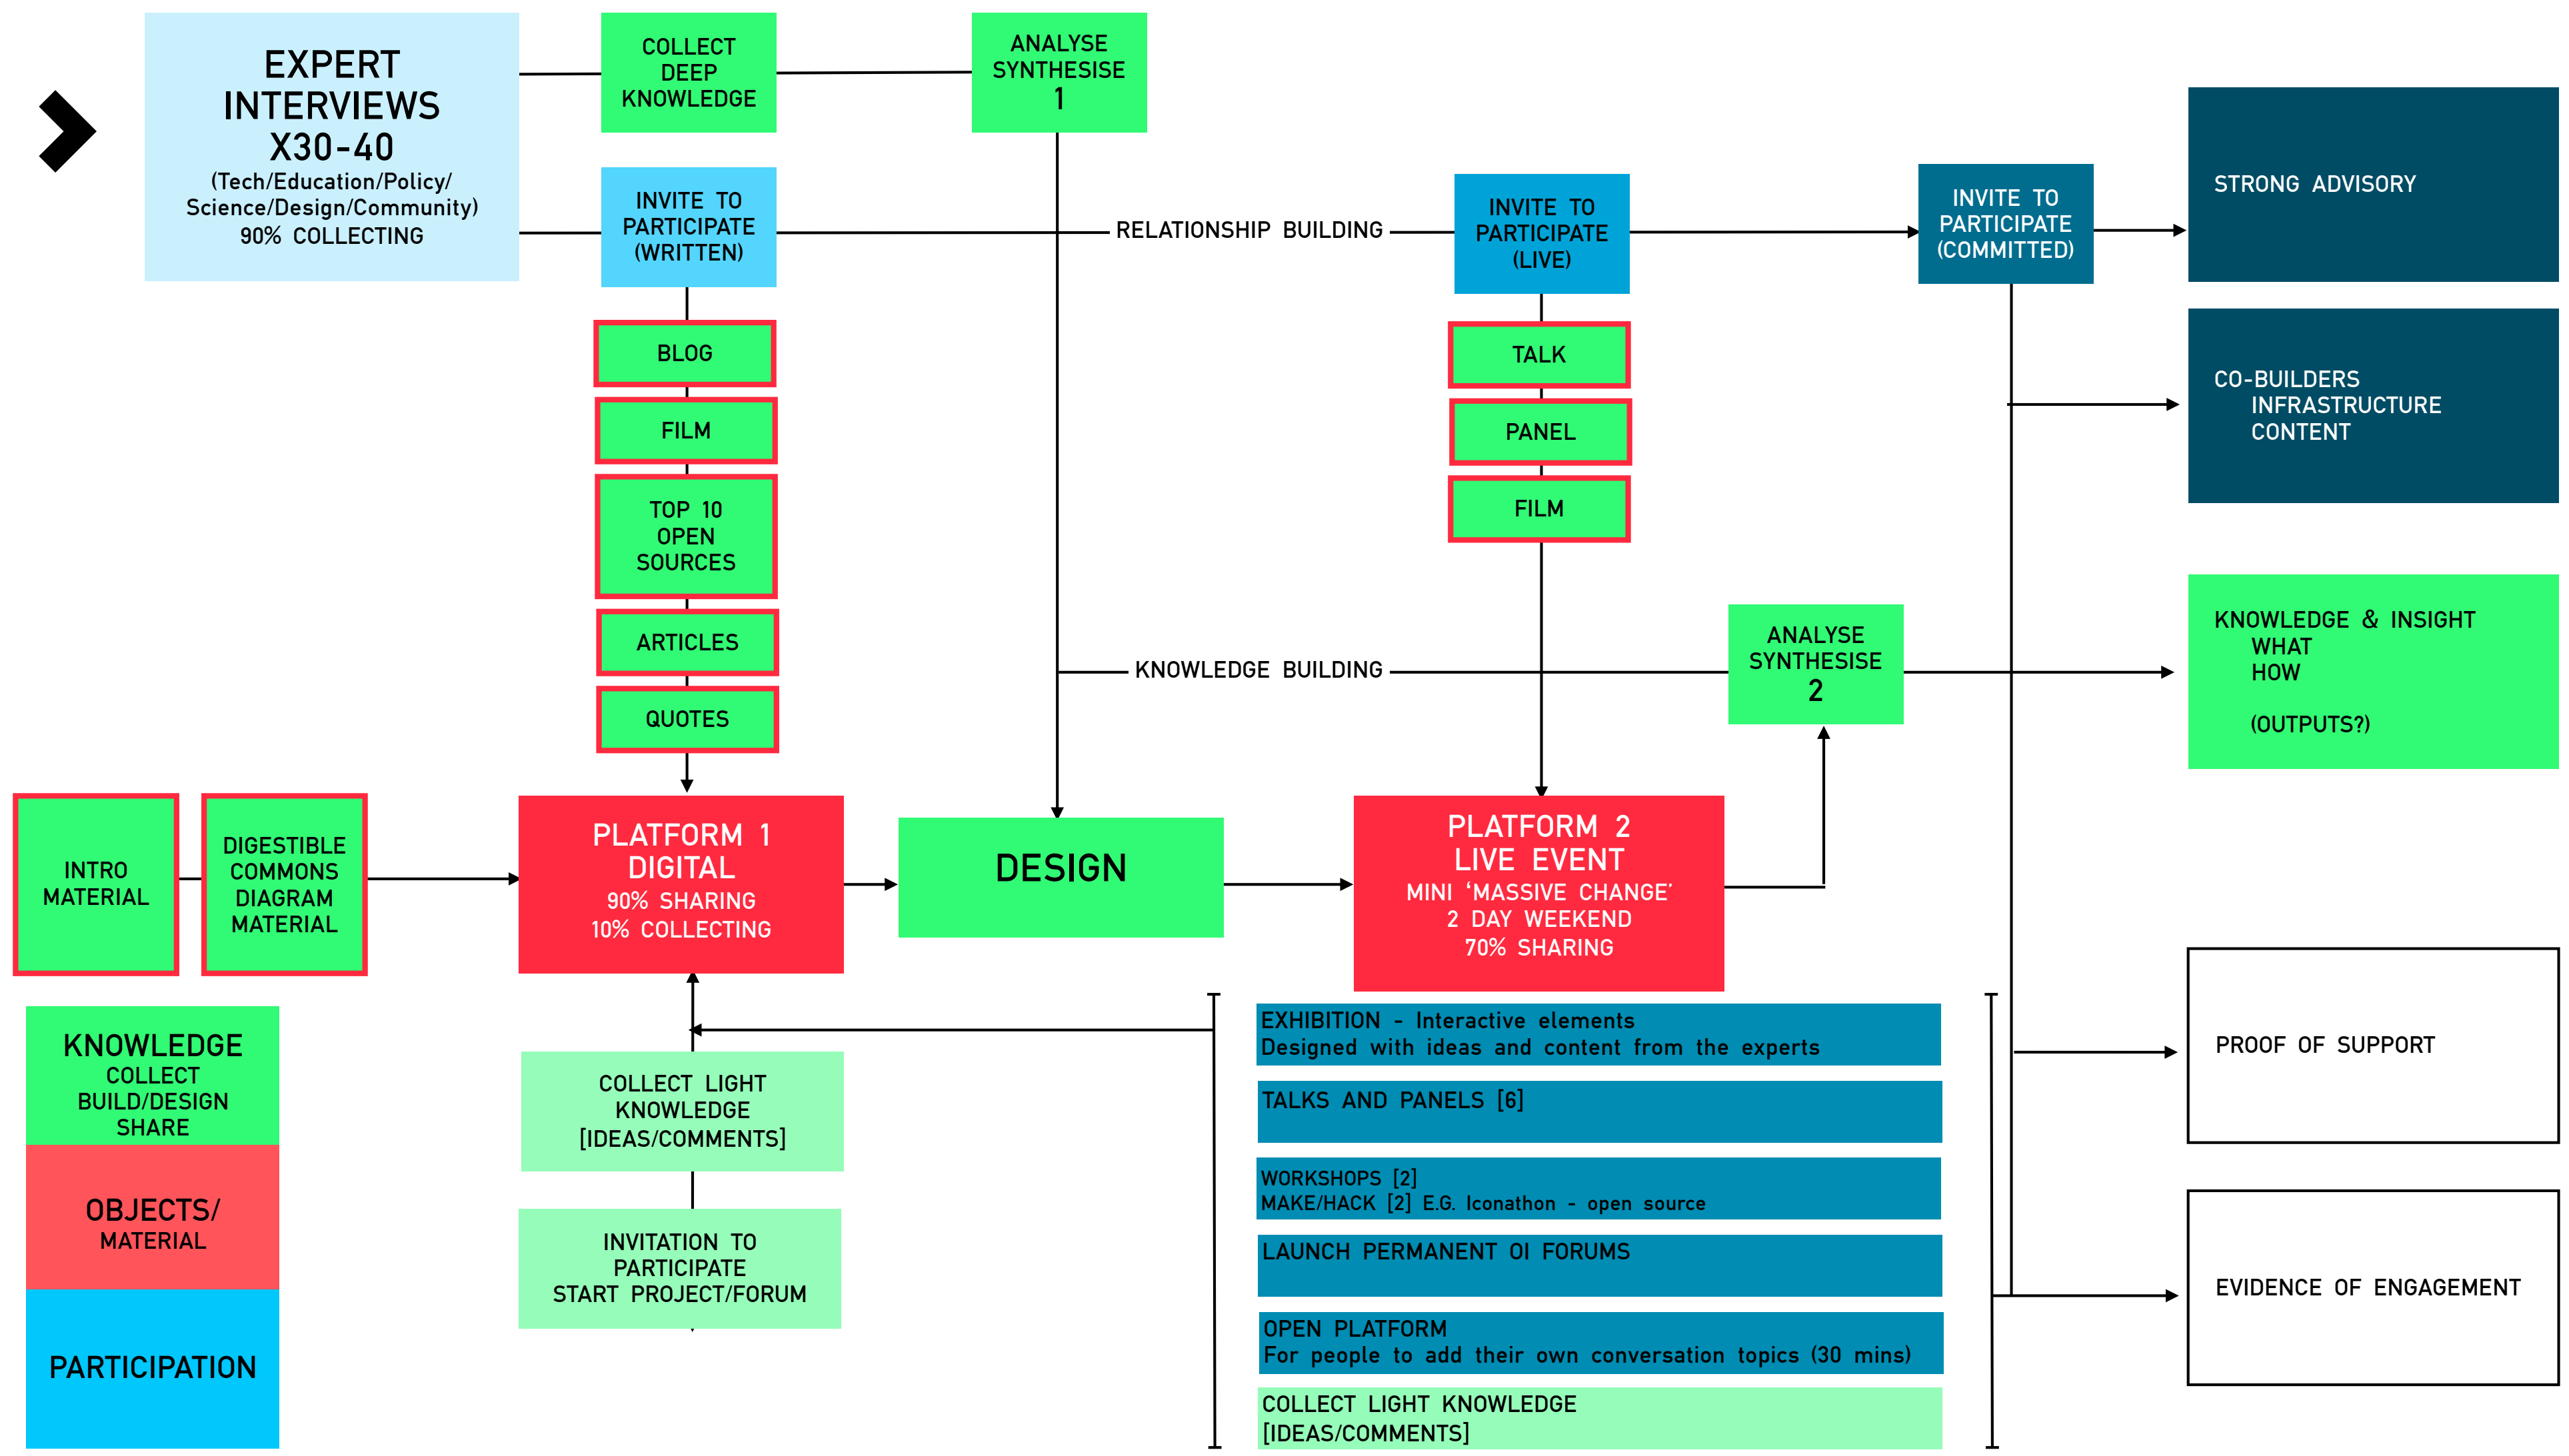 EXPERT
INTERVIEWS
X30-40
(Tech/Education/Policy/
Science/Design/Community)
90% COLLECTING
COLLECT
DEEP
KNOWLEDGE
ANALYSE
SYNTHESISE
1
INVITE TO
PARTICIPATE
(WRITTEN)
RELATIONSHIP BUILDING
INVITE TO
PARTICIPATE
(LIVE)
INVITE TO
PARTICIPATE
(COMMITTED)
STRONG ADVISORY
BLOG
FILM
TOP 10
OPEN
SOURCES
ARTICLES
QUOTES
TALK
PANEL
FILM
CO-BUILDERS
INFRASTRUCTURE
CONTENT
KNOWLEDGE BUILDING
ANALYSE
SYNTHESISE
2
KNOWLEDGE & INSIGHT
WHAT
HOW
(OUTPUTS?)
INTRO
MATERIAL
DIGESTIBLE
COMMONS
DIAGRAM
MATERIAL
PLATFORM 1
DIGITAL
90% SHARING
10% COLLECTING
DESIGN
PLATFORM 2
LIVE EVENT
MINI ‘MASSIVE CHANGE’
2 DAY WEEKEND
70% SHARING
KNOWLEDGE
COLLECT
BUILD/DESIGN
SHARE
OBJECTS/
MATERIAL
PARTICIPATION
COLLECT LIGHT
KNOWLEDGE
[IDEAS/COMMENTS]
INVITATION TO
PARTICIPATE
START PROJECT/FORUM
EXHIBITION - Interactive elements
Designed with ideas and content from the experts
TALKS AND PANELS [6]
WORKSHOPS [2]
MAKE/HACK [2] E.G. Iconathon - open source
LAUNCH PERMANENT OI FORUMS
OPEN PLATFORM
For people to add their own conversation topics (30 mins)
COLLECT LIGHT KNOWLEDGE
[IDEAS/COMMENTS]
PROOF OF SUPPORT
EVIDENCE OF ENGAGEMENT